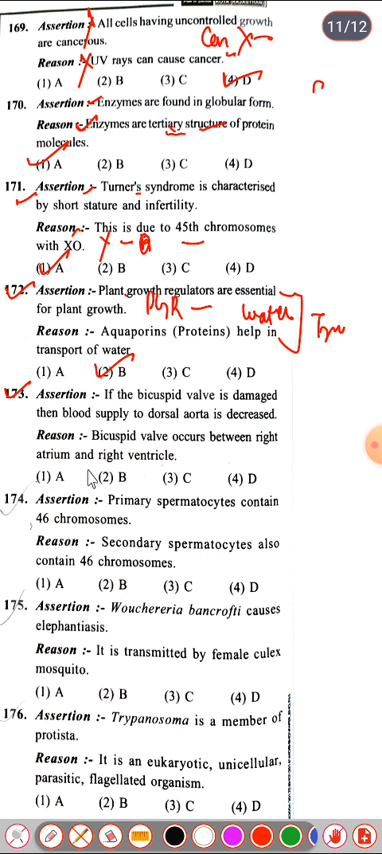 11/12
169. Assertion :- All cells having uncontrolled growth
are cancerous.
Reason :- UV rays can cause cancer.
(1) A (2) B (3) C (4) D
170. Assertion :- Enzymes are found in globular form.
Reason :- Enzymes are tertiary structure of protein
molecules.
(1) A (2) B (3) C (4) D
171. Assertion :- Turner's syndrome is characterised
by short stature and infertility.
Reason :- This is due to 45th chromosomes
with XO.
(1) A (2) B (3) C (4) D
172. Assertion :- Plant growth regulators are essential
for plant growth. PGR – water
Reason :- Aquaporins (Proteins) help in
transport of water
(1) A (2) B (3) C (4) D
173. Assertion :- If the bicuspid valve is damaged
then blood supply to dorsal aorta is decreased.
Reason :- Bicuspid valve occurs between right
atrium and right ventricle.
(1) A (2) B (3) C (4) D
174. Assertion :- Primary spermatocytes contain
46 chromosomes.
Reason :- Secondary spermatocytes also
contain 46 chromosomes.
(1) A (2) B (3) C (4) D
175. Assertion :- Wouchereria bancrofti causes
elephantiasis.
Reason :- It is transmitted by female culex
mosquito.
(1) A (2) B (3) C (4) D
176. Assertion :- Trypanosoma is a member of
protista.
Reason :- It is an eukaryotic, unicellular,
parasitic, flagellated organism.
(1) A (2) B (3) C (4) D